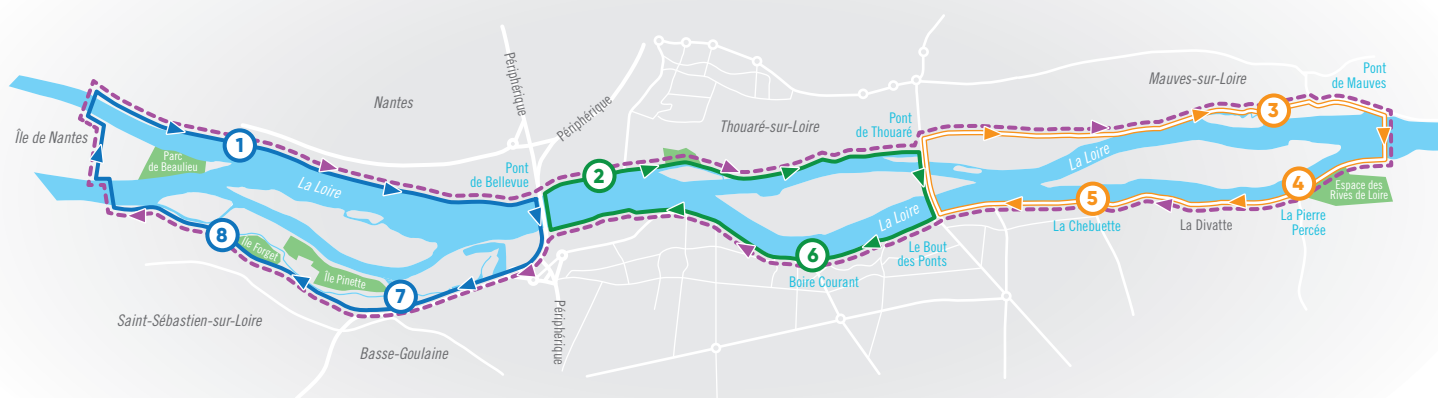 Île de Nantes
Nantes
Périphérique
Périphérique
Thouaré-sur-Loire
Mauves-sur-Loire
Pont
de Mauves
Pont
de Thouaré
Pont
de Bellevue
Parc
de Beaulieu
La Loire
La Loire
La Loire
1
2
3
4
5
6
7
8
Espace des
Rives de Loire
La Pierre
Percée
La Divatte
La Chebuette
Le Bout
des Ponts
Boire Courant
Île Forget
Île Pinette
Périphérique
Saint-Sébastien-sur-Loire
Basse-Goulaine